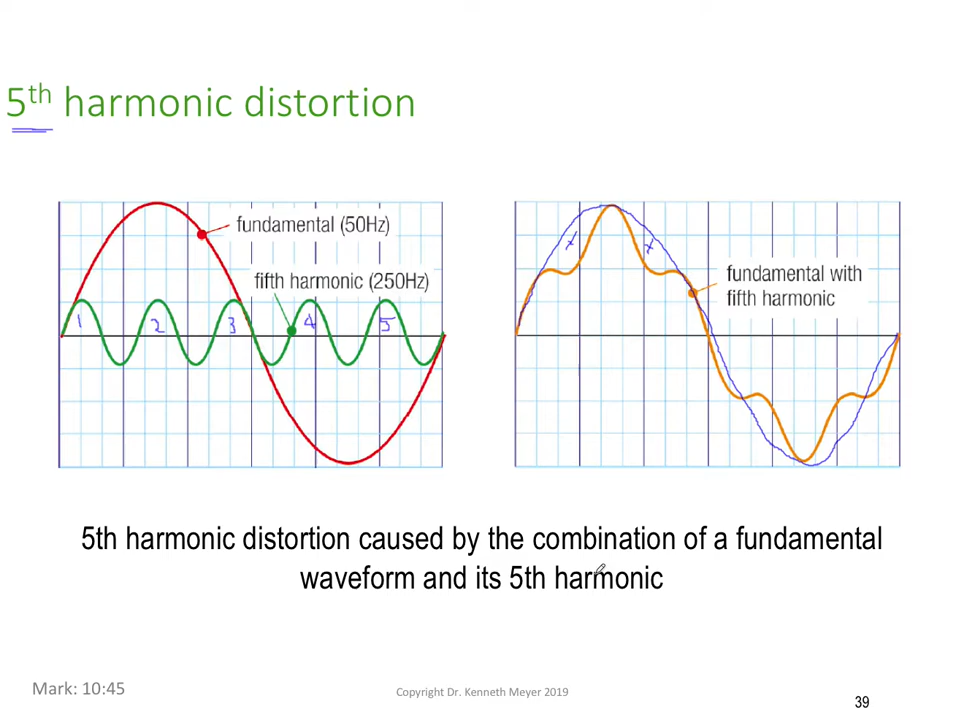 5th harmonic distortion
fundamental (50Hz)
fifth harmonic (250Hz)
1 2 3 4 5
fundamental with
fifth harmonic
5th harmonic distortion caused by the combination of a fundamental
waveform and its 5th harmonic
Mark: 10:45
Copyright Dr. Kenneth Meyer 2019
39